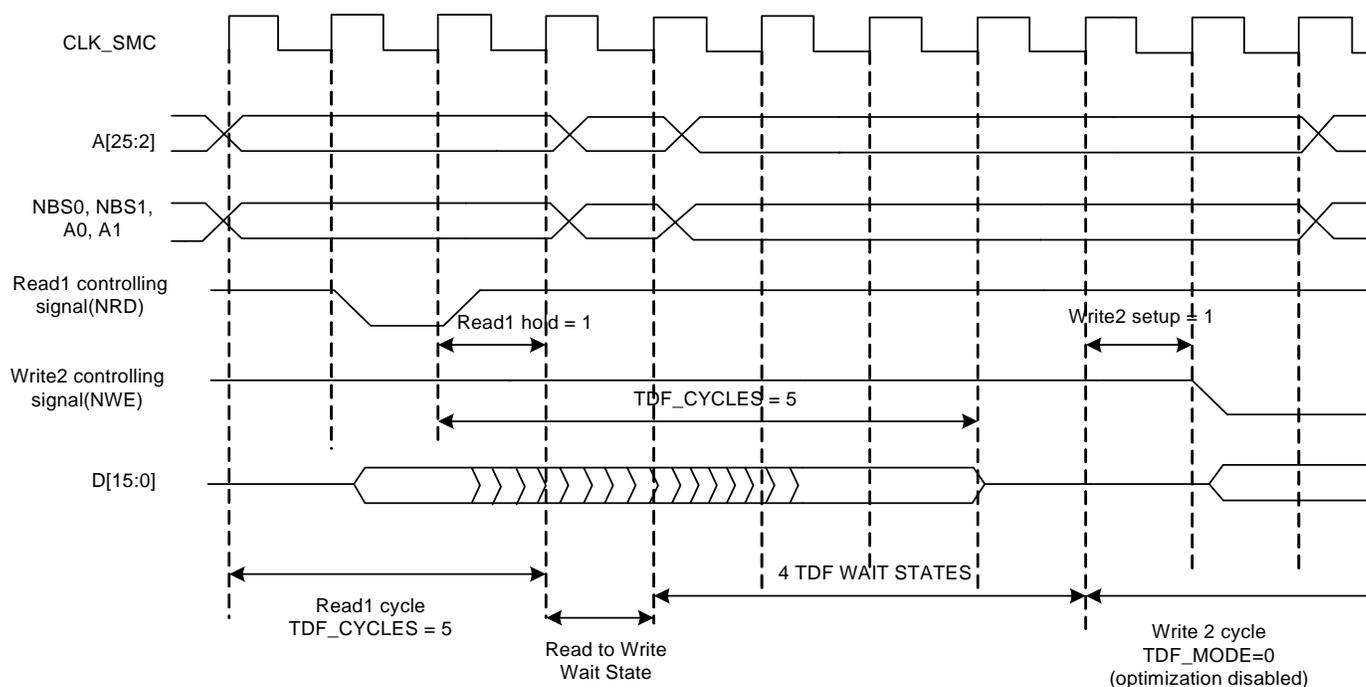 CLK_SMC
A[25:2]
NBS0, NBS1,
A0, A1
Read1 controlling
signal(NRD)
Read1 hold = 1
Write2 setup = 1
Write2 controlling
signal(NWE)
TDF_CYCLES = 5
D[15:0]
4 TDF WAIT STATES
Read1 cycle
TDF_CYCLES = 5
Read to Write
Wait State
Write 2 cycle
TDF_MODE=0
(optimization disabled)